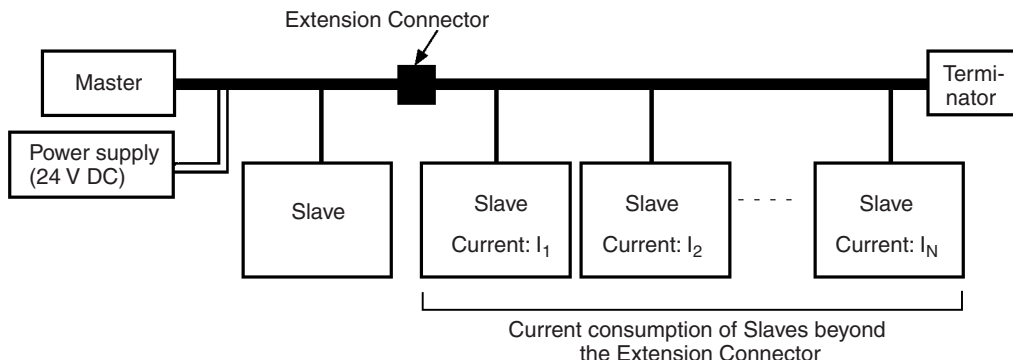 Extension Connector
Master
Termi-
nator
Power supply
(24 V DC)
Slave
Slave
Current: I₁
Slave
Current: I₂
- - - -
Slave
Current: I_N
Current consumption of Slaves beyond
the Extension Connector